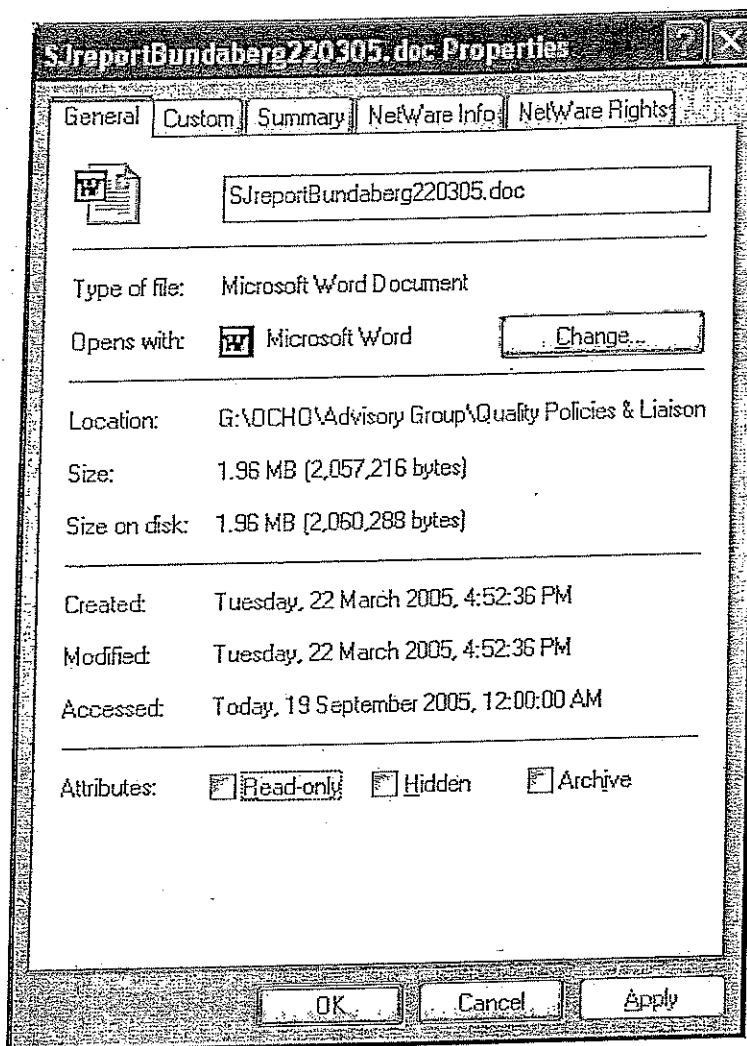 SJreportBundaberg220305.doc Properties
General Custom Summary NetWare Info NetWare Rights
SJreportBundaberg220305.doc
Type of file: Microsoft Word Document
Opens with: Microsoft Word Change...
Location: G:\OCHO\Advisory Group\Quality Policies & Liaison
Size: 1.96 MB (2,057,216 bytes)
Size on disk: 1.96 MB (2,060,288 bytes)
Created: Tuesday, 22 March 2005, 4:52:36 PM
Modified: Tuesday, 22 March 2005, 4:52:36 PM
Accessed: Today, 19 September 2005, 12:00:00 AM
Attributes: Read-only Hidden Archive
OK Cancel Apply